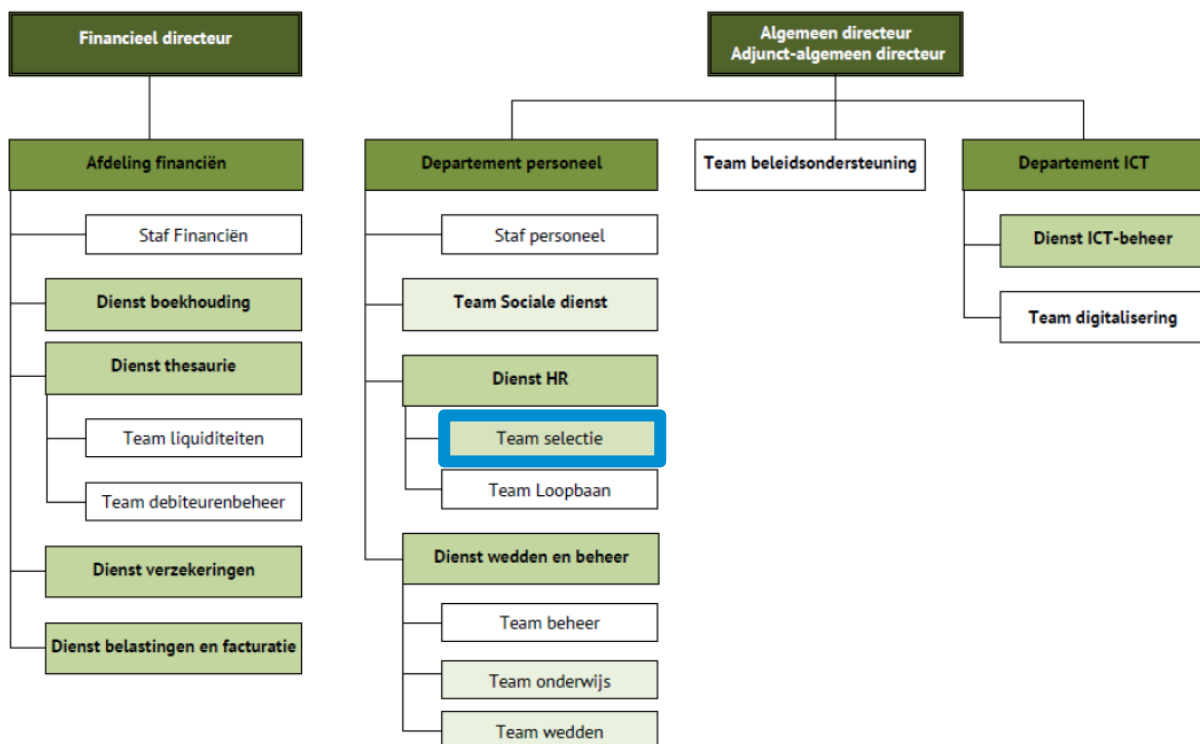 Financieel directeur
Algemeen directeur
Adjunct-algemeen directeur
Afdeling financiën
Staf Financiën
Dienst boekhouding
Dienst thesaurie
Team liquiditeiten
Team debiteurenbeheer
Dienst verzekeringen
Dienst belastingen en facturatie
Departement personeel
Staf personeel
Team Sociale dienst
Dienst HR
Team selectie
Team Loopbaan
Dienst wedden en beheer
Team beheer
Team onderwijs
Team wedden
Team beleidsondersteuning
Departement ICT
Dienst ICT-beheer
Team digitalisering